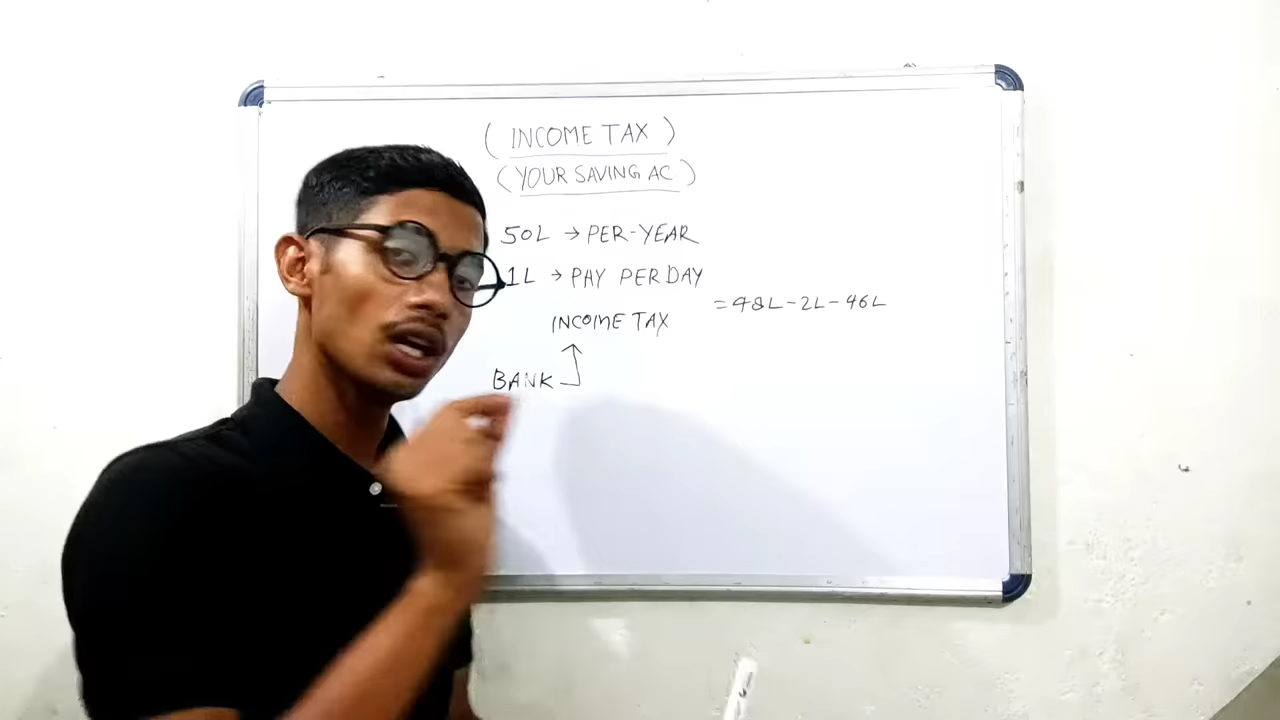 ( INCOME TAX )
( YOUR SAVING AC )
50L → PER-YEAR
1L → PAY PER DAY
= 48L - 2L - 46L
INCOME TAX
BANK